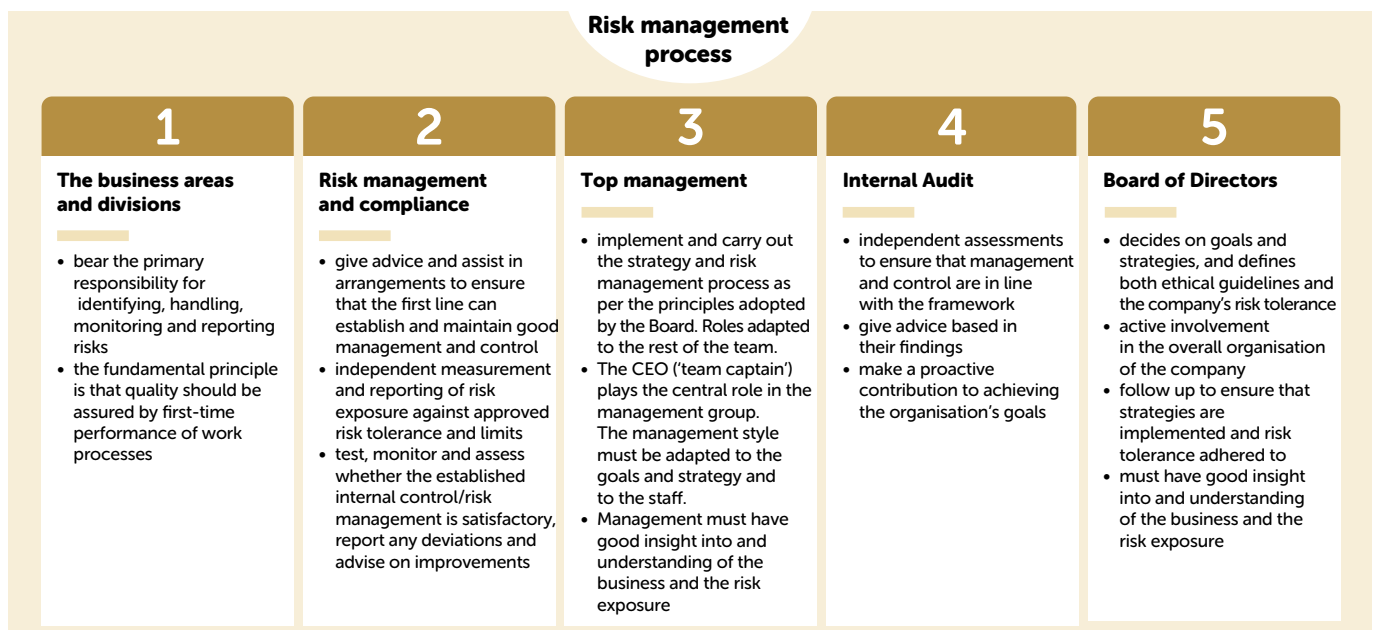 Risk management
process
1
The business areas
and divisions
• bear the primary
responsibility for
identifying, handling,
monitoring and reporting
risks
• the fundamental principle
is that quality should be
assured by first-time
performance of work
processes
2
Risk management
and compliance
• give advice and assist in
arrangements to ensure
that the first line can
establish and maintain good
management and control
• independent measurement
and reporting of risk
exposure against approved
risk tolerance and limits
• test, monitor and assess
whether the established
internal control/risk
management is satisfactory,
report any deviations and
advise on improvements
3
Top management
• implement and carry out
the strategy and risk
management process as
per the principles adopted
by the Board. Roles adapted
to the rest of the team.
• The CEO (‘team captain’)
plays the central role in the
management group.
The management style
must be adapted to the
goals and strategy and
to the staff.
• Management must have
good insight into and
understanding of the
business and the risk
exposure
4
Internal Audit
• independent assessments
to ensure that management
and control are in line
with the framework
• give advice based in
their findings
• make a proactive
contribution to achieving
the organisation’s goals
5
Board of Directors
• decides on goals and
strategies, and defines
both ethical guidelines and
the company’s risk tolerance
• active involvement
in the overall organisation
of the company
• follow up to ensure that
strategies are
implemented and risk
tolerance adhered to
• must have good insight
into and understanding
of the business and the
risk exposure